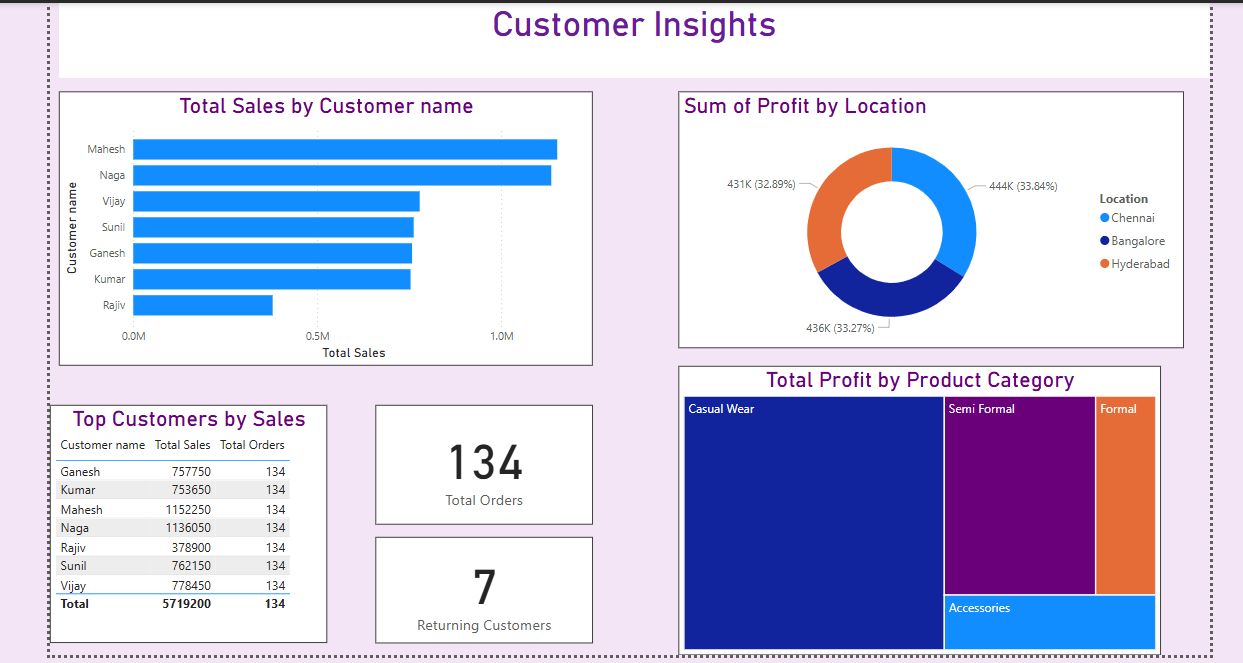 Customer Insights
Total Sales by Customer name
Customer name
Mahesh
Naga
Vijay
Sunil
Ganesh
Kumar
Rajiv
0.0M 0.5M 1.0M
Total Sales
Sum of Profit by Location
431K (32.89%)
444K (33.84%)
436K (33.27%)
Location
Chennai
Bangalore
Hyderabad
Top Customers by Sales
Customer name Total Sales Total Orders
Ganesh 757750 134
Kumar 753650 134
Mahesh 1152250 134
Naga 1136050 134
Rajiv 378900 134
Sunil 762150 134
Vijay 778450 134
Total 5719200 134
134
Total Orders
7
Returning Customers
Total Profit by Product Category
Casual Wear
Semi Formal
Formal
Accessories